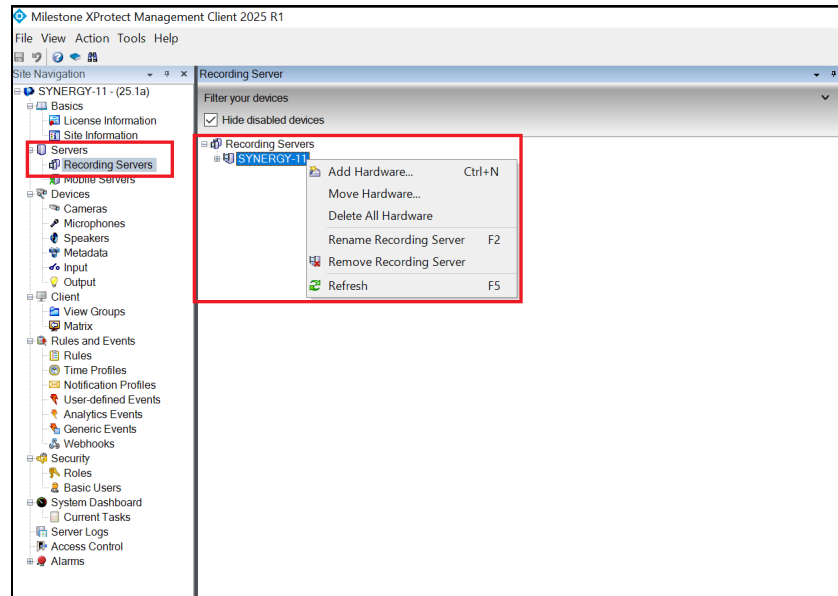 Milestone XProtect Management Client 2025 R1
File View Action Tools Help
Site Navigation
Recording Server
SYNERGY-11 - (25.1a)
Basics
License Information
Site Information
Servers
Recording Servers
Mobile Servers
Devices
Cameras
Microphones
Speakers
Metadata
Input
Output
Client
View Groups
Matrix
Rules and Events
Rules
Time Profiles
Notification Profiles
User-defined Events
Analytics Events
Generic Events
Webhooks
Security
Roles
Basic Users
System Dashboard
Current Tasks
Server Logs
Access Control
Alarms
Filter your devices
Hide disabled devices
Recording Servers
SYNERGY-11
Add Hardware... Ctrl+N
Move Hardware...
Delete All Hardware
Rename Recording Server F2
Remove Recording Server
Refresh F5